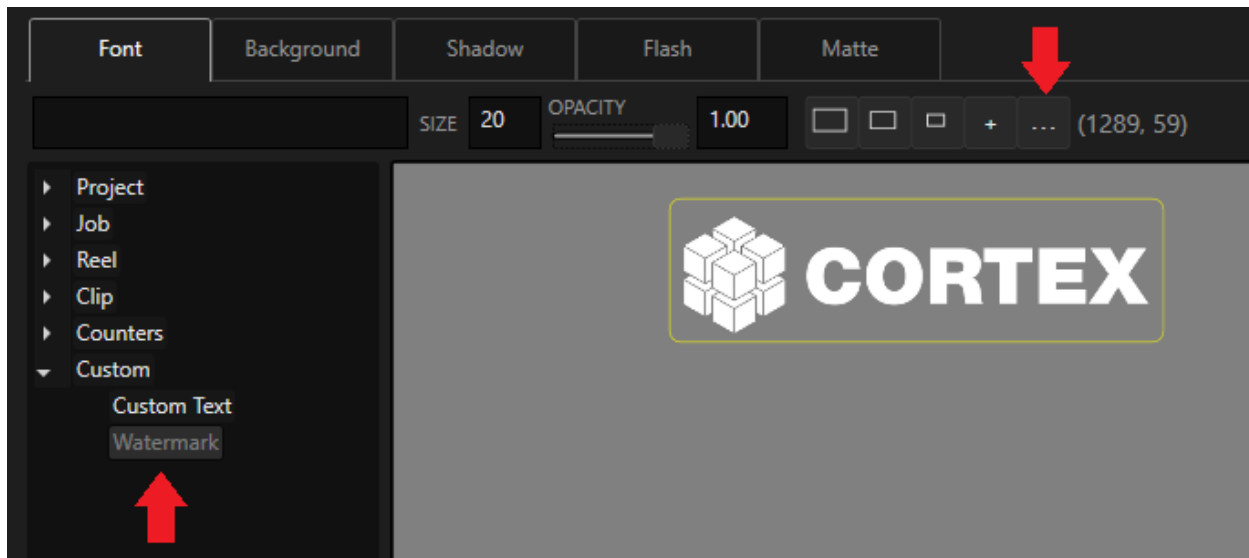 Font Background Shadow Flash Matte
SIZE 20 OPACITY 1.00 + ... (1289, 59)
Project
Job
Reel
Clip
Counters
Custom
Custom Text
Watermark
CORTEX